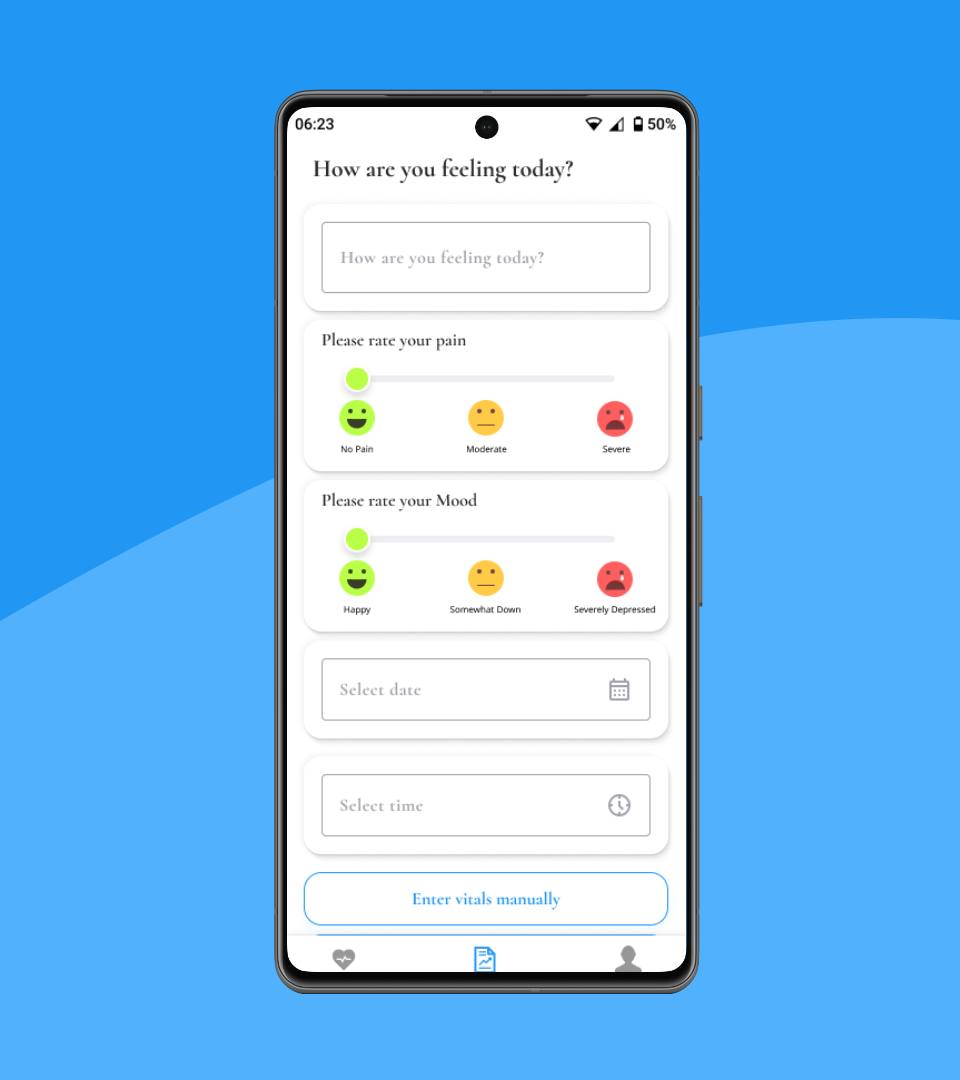 06:23
50%
How are you feeling today?
How are you feeling today?
Please rate your pain
No Pain
Moderate
Severe
Please rate your Mood
Happy
Somewhat Down
Severely Depressed
Select date
Select time
Enter vitals manually